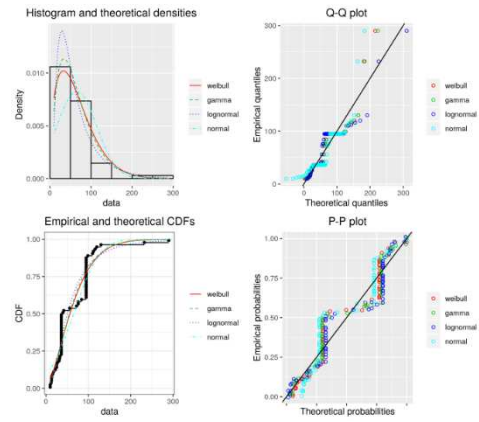 Histogram and theoretical densities
Density
0.010
0.005
0.000
0
100
200
300
data
weibull
gamma
lognormal
normal
Q-Q plot
Empirical quantiles
300
200
100
0
0
100
200
300
Theoretical quantiles
weibull
gamma
lognormal
normal
Empirical and theoretical CDFs
CDF
1.00
0.75
0.50
0.25
0.00
0
100
200
300
data
weibull
gamma
lognormal
normal
P-P plot
Empirical probabilities
1.00
0.75
0.50
0.25
0.00
Theoretical probabilities
weibull
gamma
lognormal
normal